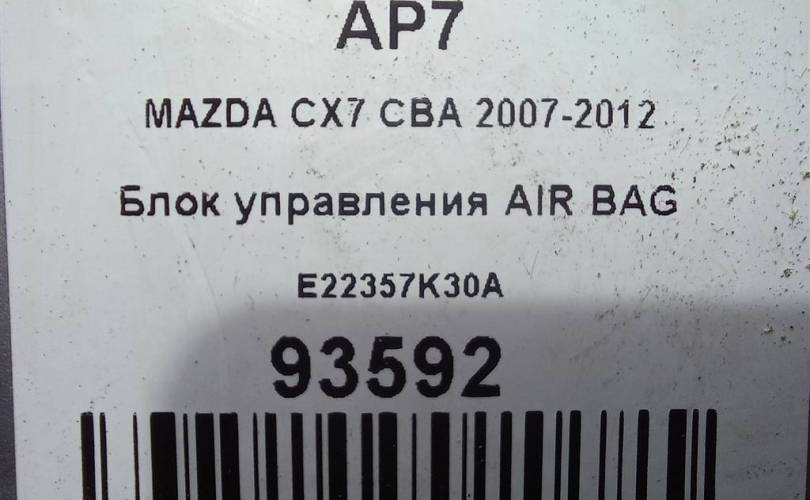 AP7
MAZDA CX7 CBA 2007-2012
Блок управления AIR BAG
E22357K30A
93592